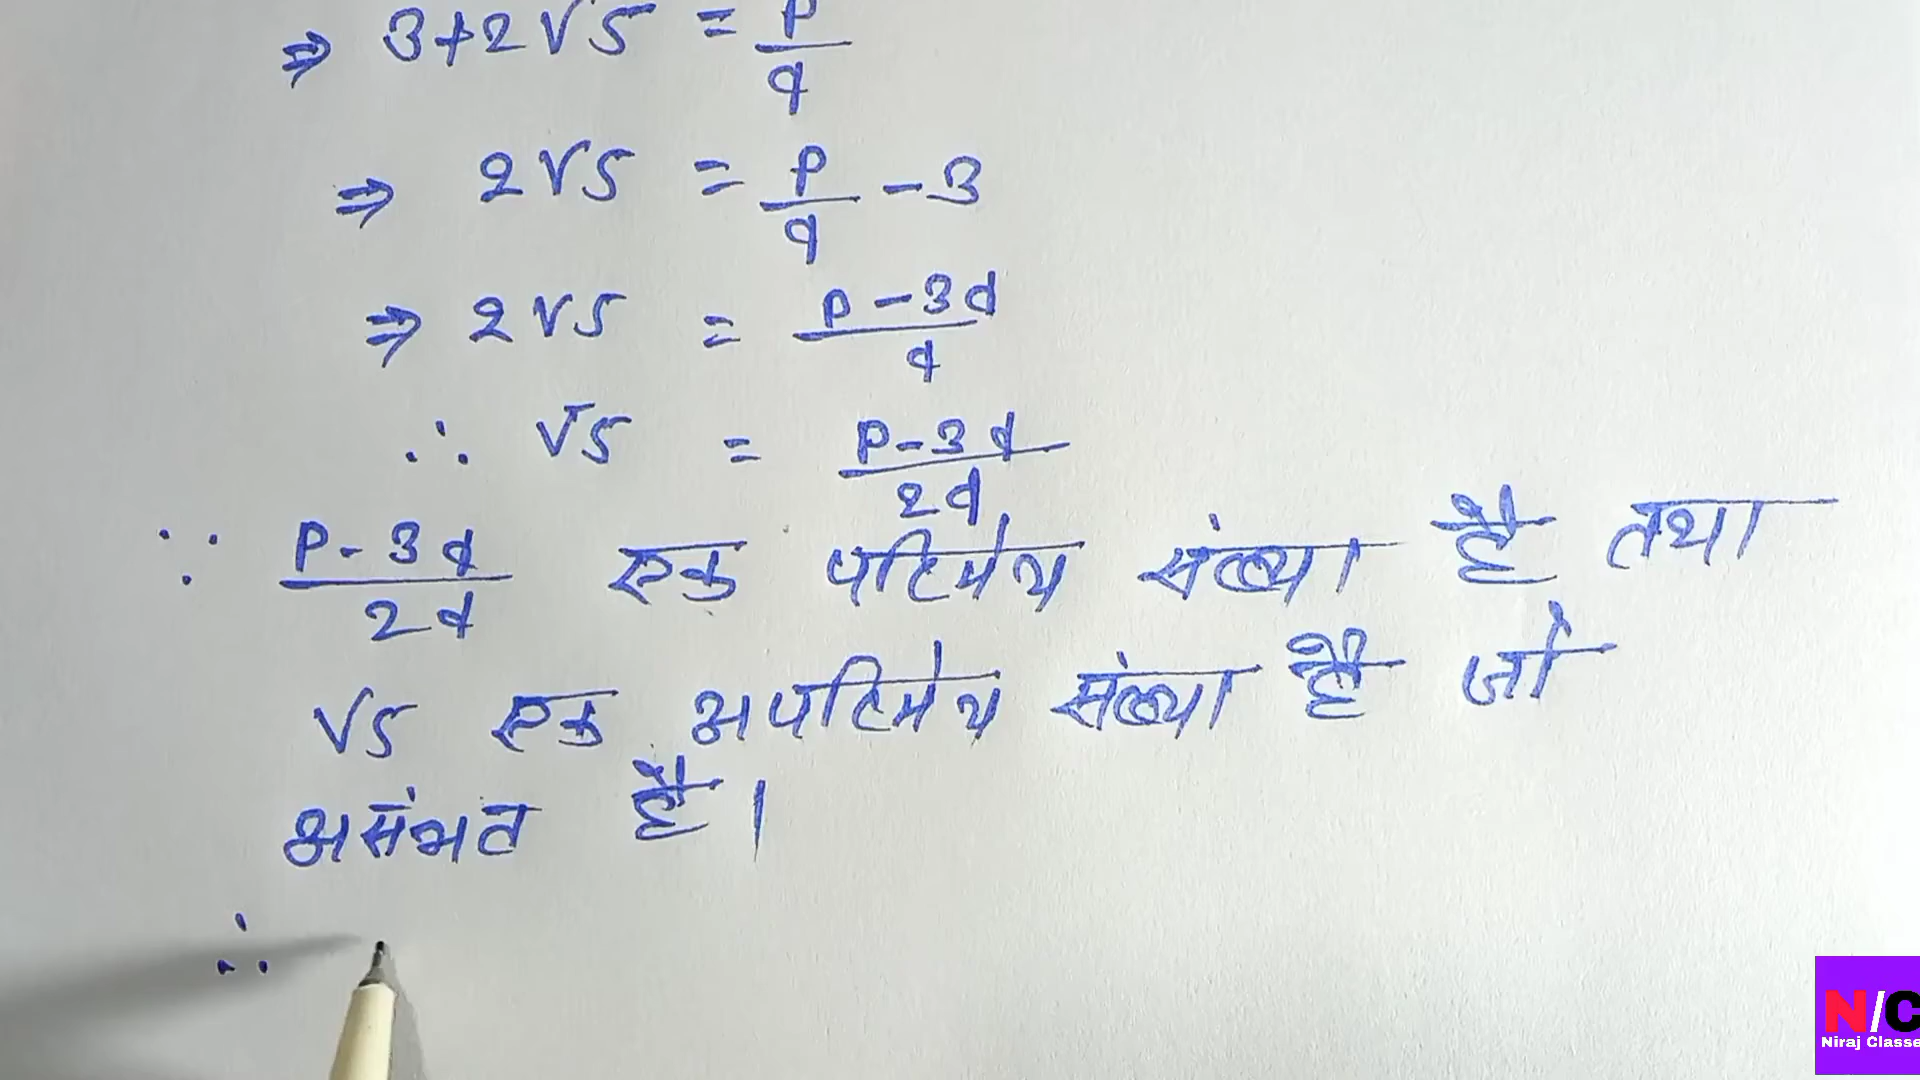 ⇒ 3+2√5 = p/q
⇒ 2√5 = p/q - 3
⇒ 2√5 = p-3q/q
∴ √5 = p-3q/2q
∵ p-3q/2q एक परिमेय संख्या है तथा
√5 एक अपरिमेय संख्या है जो
असंभव है।
∴
N/C
Niraj Classe